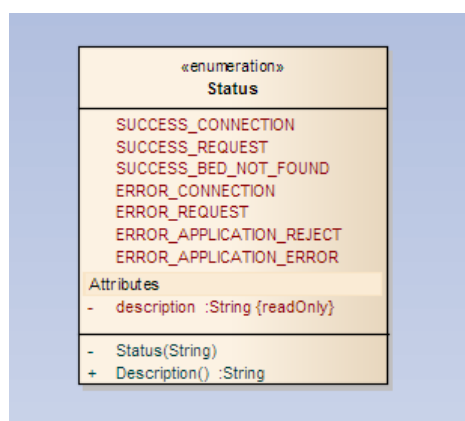 «enumeration»
Status
SUCCESS_CONNECTION
SUCCESS_REQUEST
SUCCESS_BED_NOT_FOUND
ERROR_CONNECTION
ERROR_REQUEST
ERROR_APPLICATION_REJECT
ERROR_APPLICATION_ERROR
Attributes
- description :String {readOnly}
- Status(String)
+ Description() :String